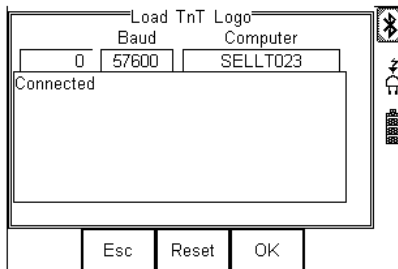 Load TnT Logo
Baud Computer
0 57600 SELLT023
Connected
Esc Reset OK